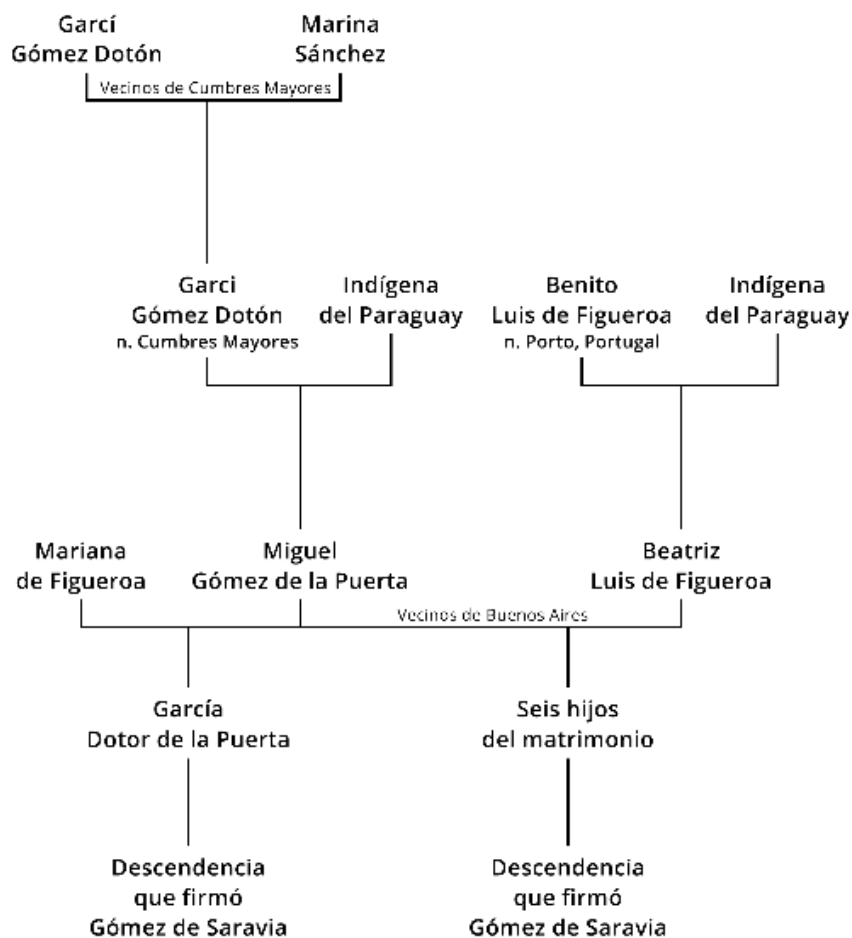 Garcí
Gómez Dotón
Marina
Sánchez
Vecinos de Cumbres Mayores
Garci
Gómez Dotón
n. Cumbres Mayores
Indígena
del Paraguay
Benito
Luis de Figueroa
n. Porto, Portugal
Indígena
del Paraguay
Mariana
de Figueroa
Miguel
Gómez de la Puerta
Beatriz
Luis de Figueroa
Vecinos de Buenos Aires
García
Dotor de la Puerta
Seis hijos
del matrimonio
Descendencia
que firmó
Gómez de Saravia
Descendencia
que firmó
Gómez de Saravia